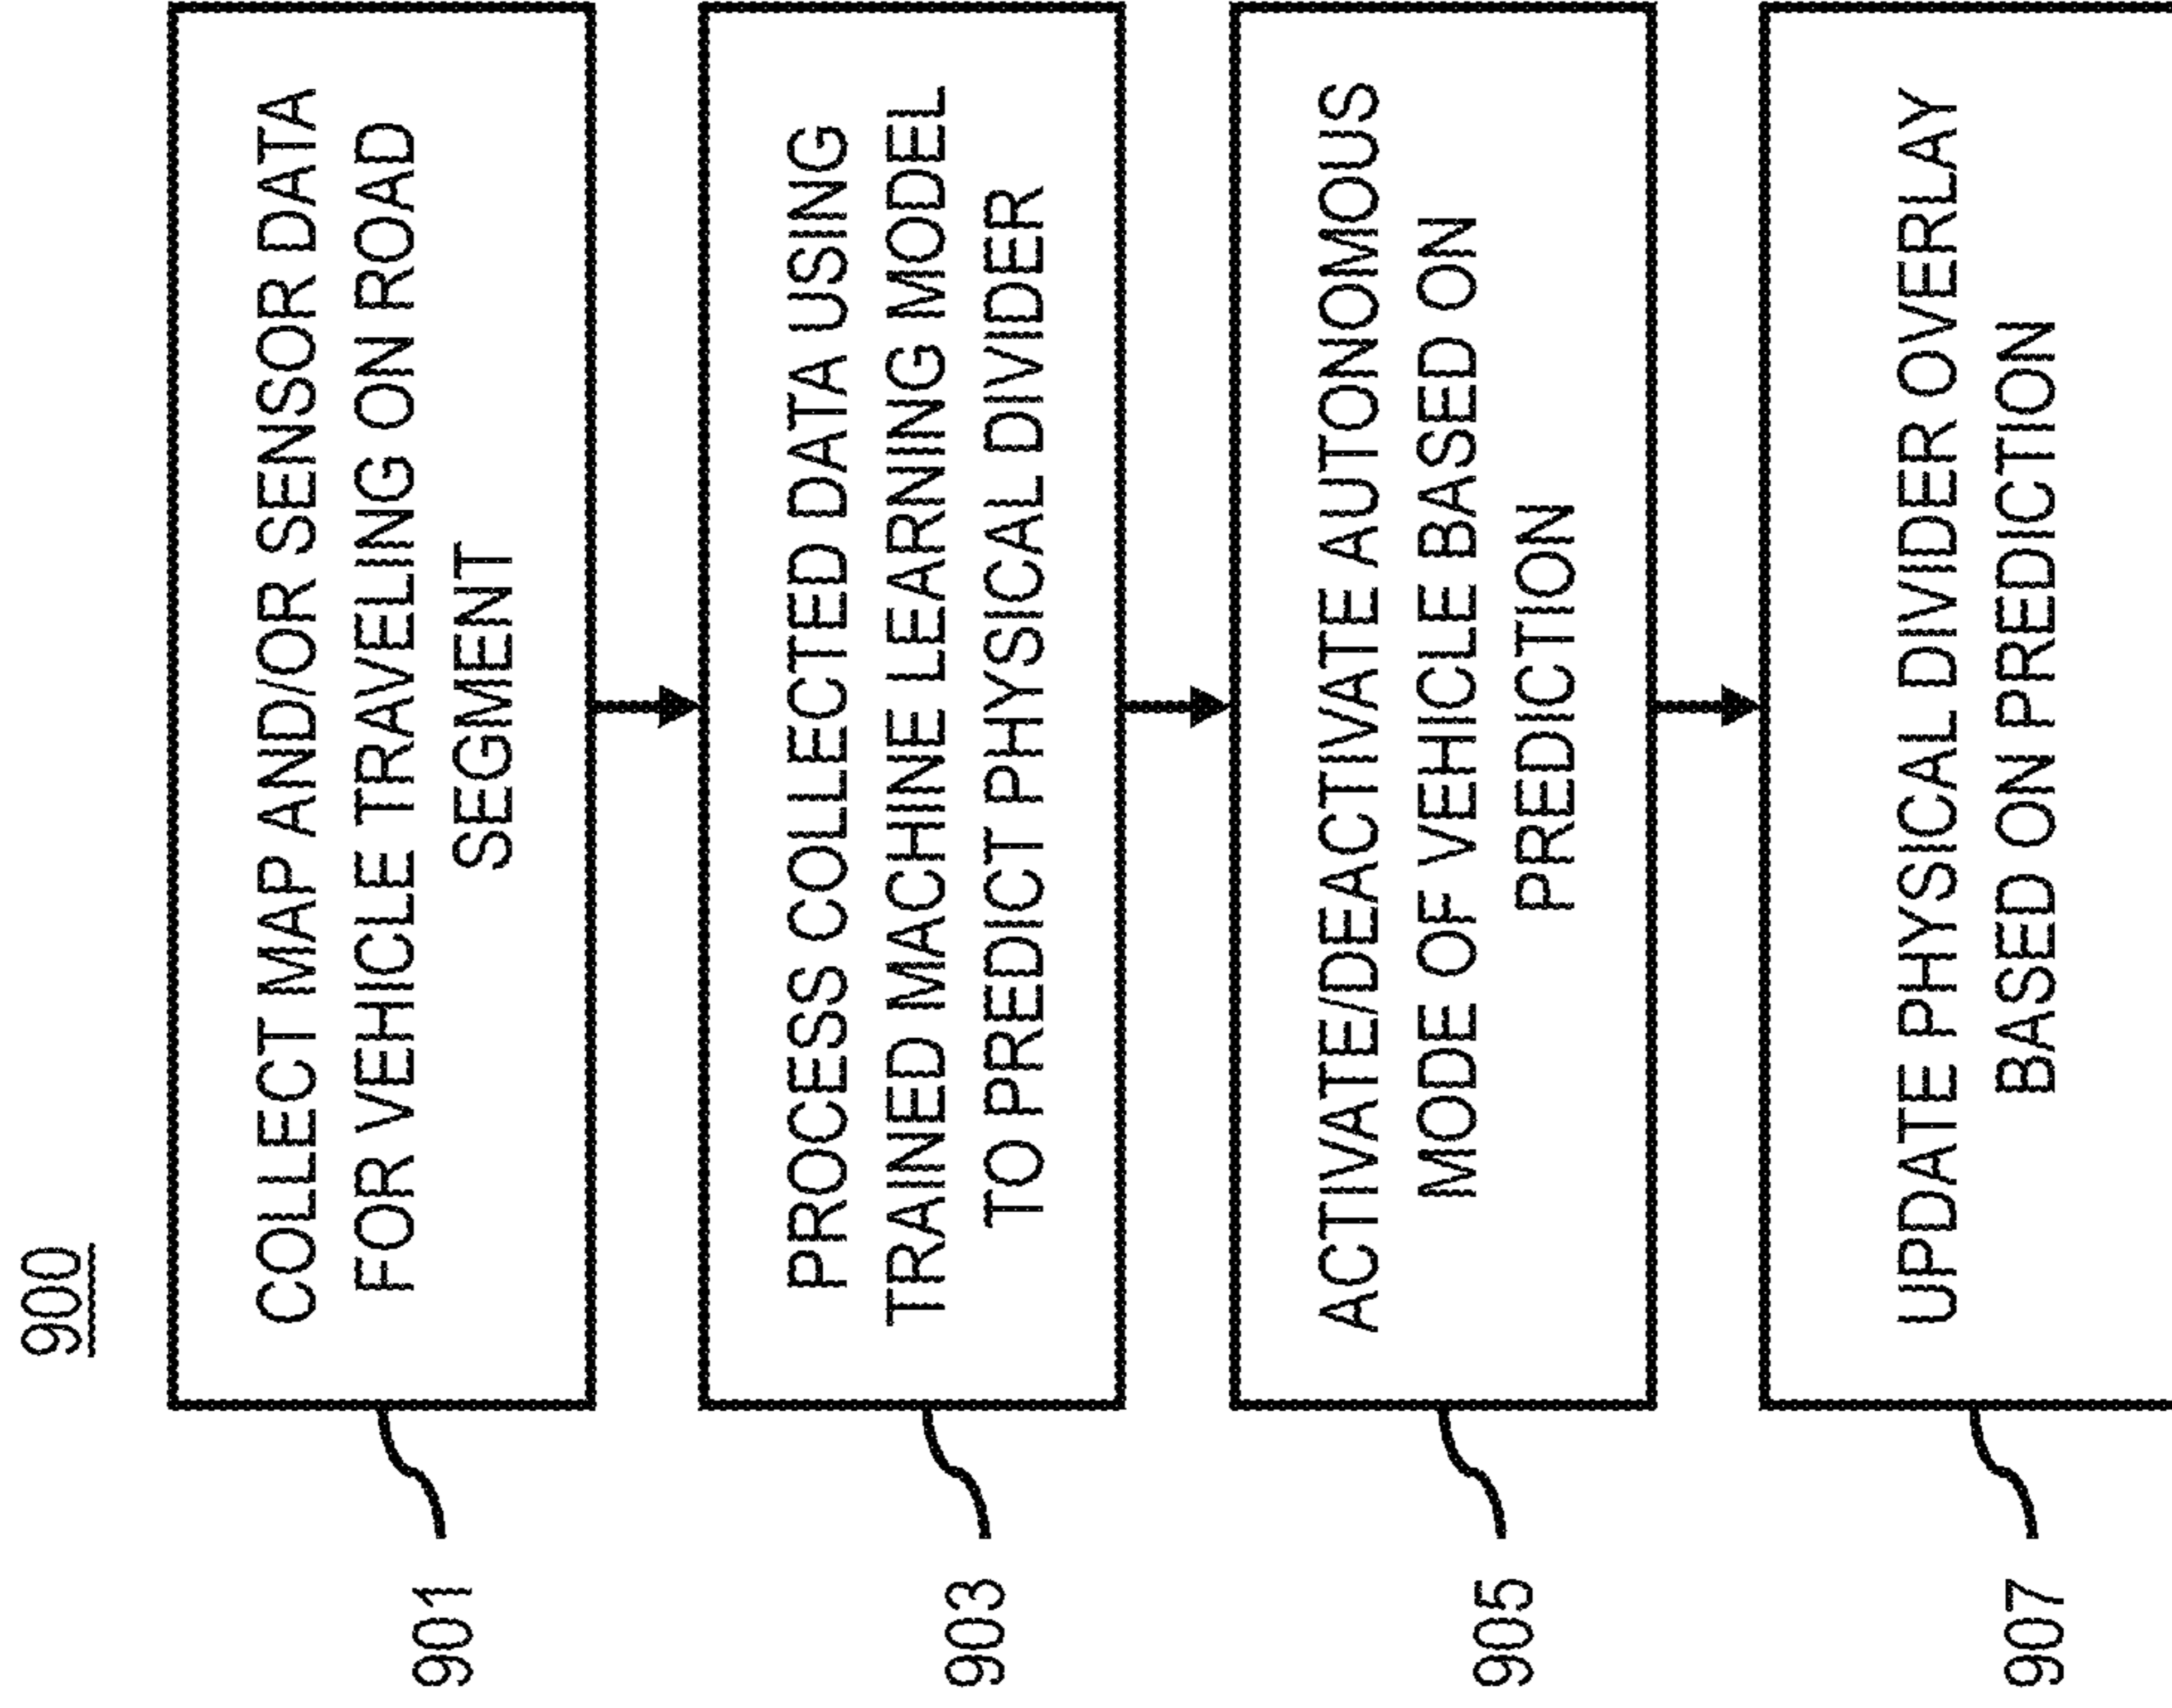 900
901
COLLECT MAP AND/OR SENSOR DATA
FOR VEHICLE TRAVELING ON ROAD
SEGMENT
903
PROCESS COLLECTED DATA USING
TRAINED MACHINE LEARNING MODEL
TO PREDICT PHYSICAL DIVIDER
905
ACTIVATE/DEACTIVATE AUTONOMOUS
MODE OF VEHICLE BASED ON
PREDICTION
907
UPDATE PHYSICAL DIVIDER OVERLAY
BASED ON PREDICTION